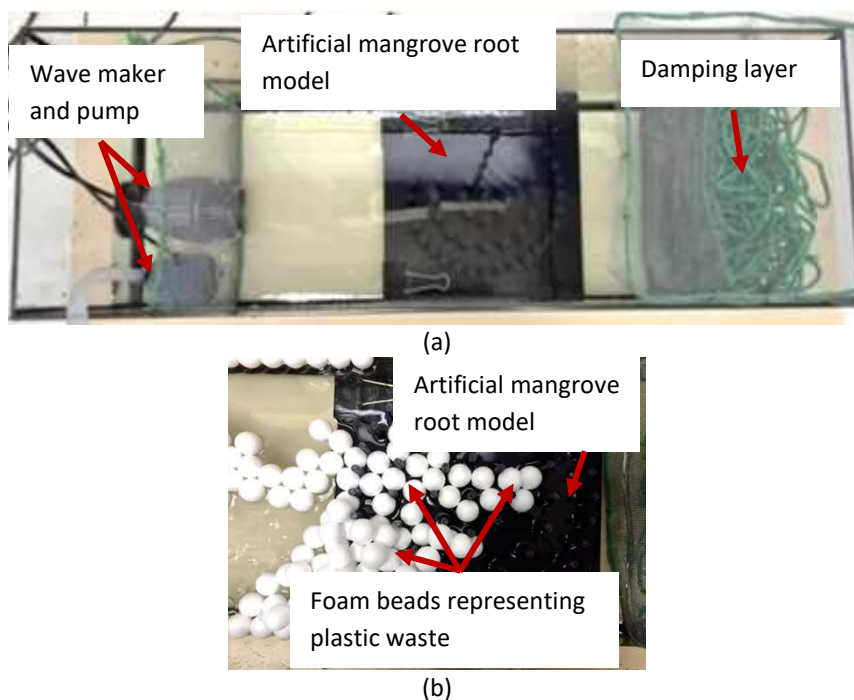 Wave maker
and pump
Artificial mangrove root
model
Damping layer
(a)
Artificial mangrove
root model
Foam beads representing
plastic waste
(b)